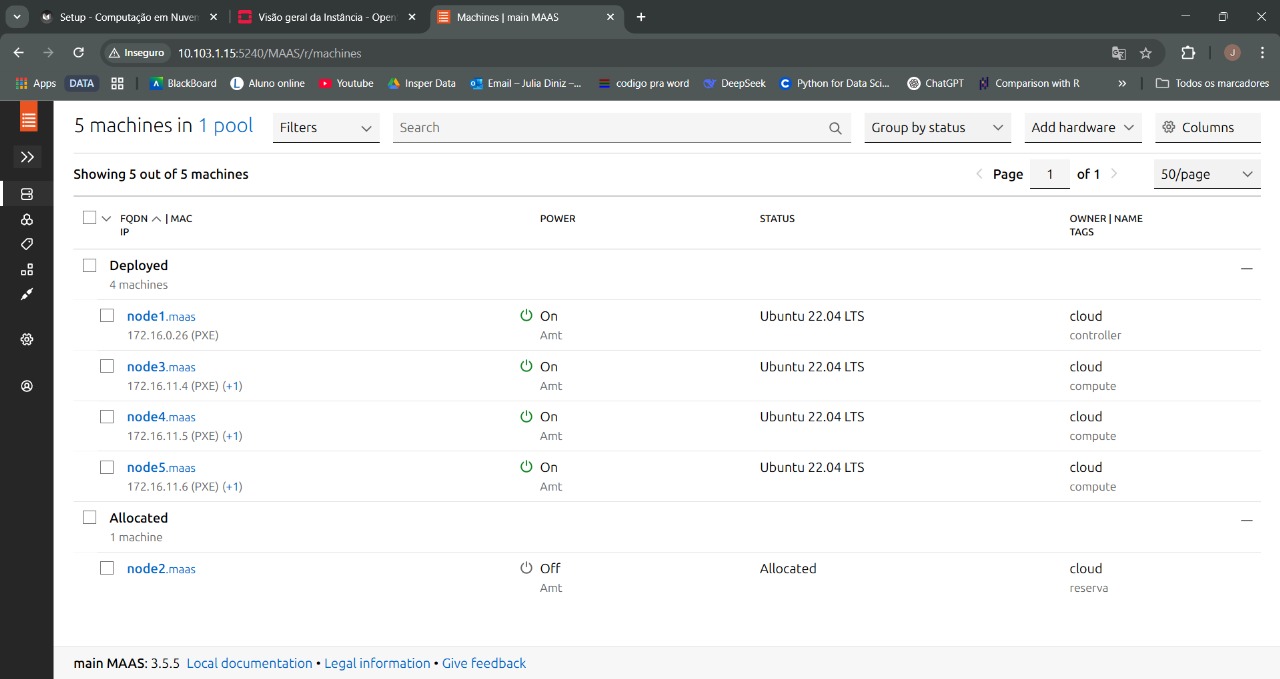 Setup - Computação em Nuven
Visão geral da Instância - Open
Machines | main MAAS
Inseguro 10.103.1.15:5240/MAAS/r/machines
J
Apps DATA BlackBoard Aluno online Youtube Insper Data Email – Julia Diniz –... codigo pra word DeepSeek Python for Data Sci... ChatGPT Comparison with R » Todos os marcadores
5 machines in 1 pool Filters Search Group by status Add hardware Columns
Showing 5 out of 5 machines Page 1 of 1 50/page
FQDN | MAC POWER STATUS OWNER | NAME
IP TAGS
Deployed
4 machines
node1.maas On Ubuntu 22.04 LTS cloud
172.16.0.26 (PXE) Amt controller
node3.maas On Ubuntu 22.04 LTS cloud
172.16.11.4 (PXE) (+1) Amt compute
node4.maas On Ubuntu 22.04 LTS cloud
172.16.11.5 (PXE) (+1) Amt compute
node5.maas On Ubuntu 22.04 LTS cloud
172.16.11.6 (PXE) (+1) Amt compute
Allocated
1 machine
node2.maas Off Allocated cloud
Amt reserva
main MAAS: 3.5.5 Local documentation • Legal information • Give feedback